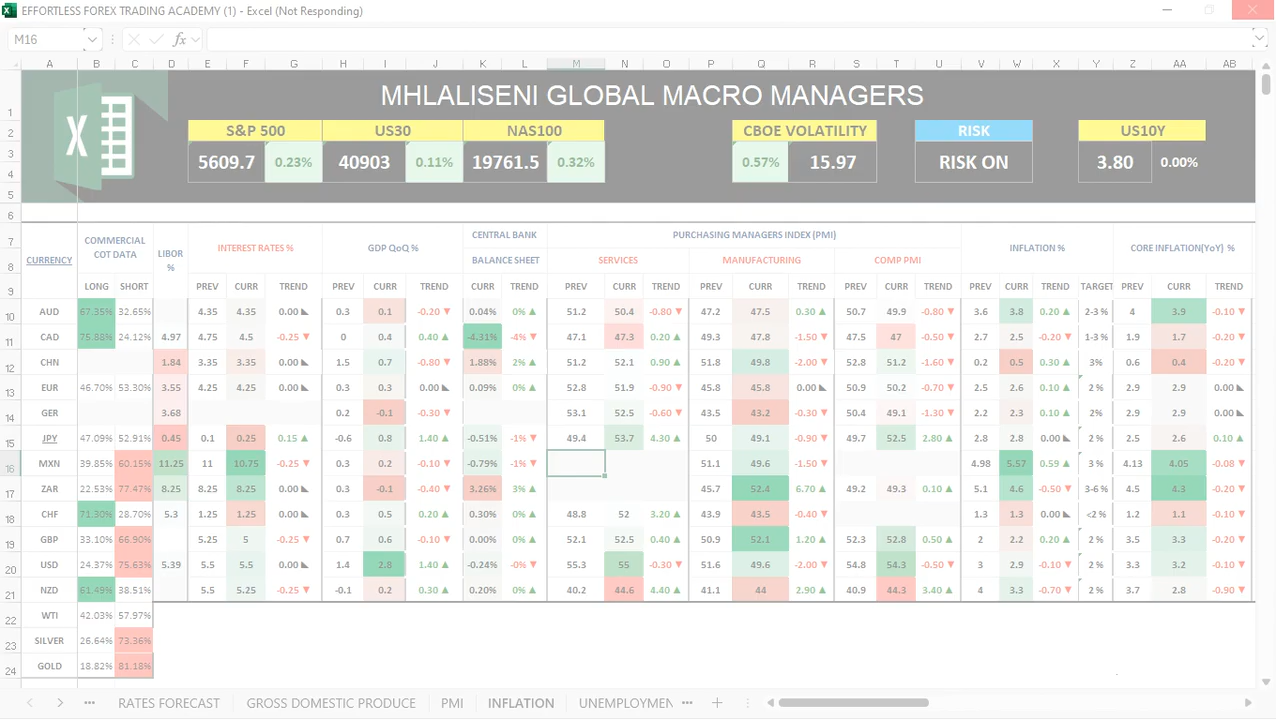 EFFORTLESS FOREX TRADING ACADEMY (1) - Excel (Not Responding)
M16 fx
A B C D E F G H I J K L M N O P Q R S T U V W X Y Z AA AB
1 MHLALISENI GLOBAL MACRO MANAGERS
2 S&P 500 US30 NAS100 CBOE VOLATILITY RISK US10Y
3
5609.7 0.23% 40903 0.11% 19761.5 0.32% 0.57% 15.97 RISK ON 3.80 0.00%
4
5
6
7 COMMERCIAL COT DATA CENTRAL BANK PURCHASING MANAGERS INDEX (PMI)
LIBOR % INTEREST RATES % GDP QoQ % INFLATION % CORE INFLATION(YoY) %
8 CURRENCY BALANCE SHEET SERVICES MANUFACTURING COMP PMI
9 LONG SHORT PREV CURR TREND PREV CURR TREND CURR TREND PREV CURR TREND PREV CURR TREND PREV CURR TREND PREV CURR TREND TARGET PREV CURR TREND
10 AUD 67.35% 32.65% 4.35 4.35 0.00 ◣ 0.3 0.1 -0.20 ▼ 0.04% 0% ▲ 51.2 50.4 -0.80 ▼ 47.2 47.5 0.30 ▲ 50.7 49.9 -0.80 ▼ 3.6 3.8 0.20 ▲ 2-3 % 4 3.9 -0.10 ▼
11 CAD 75.88% 24.12% 4.97 4.75 4.5 -0.25 ▼ 0 0.4 0.40 ▲ -4.31% -4% ▼ 47.1 47.3 0.20 ▲ 49.3 47.8 -1.50 ▼ 47.5 47 -0.50 ▼ 2.7 2.5 -0.20 ▼ 1-3 % 1.9 1.7 -0.20 ▼
12 CHN 1.84 3.35 3.35 0.00 ◣ 1.5 0.7 -0.80 ▼ 1.88% 2% ▲ 51.2 52.1 0.90 ▲ 51.8 49.8 -2.00 ▼ 52.8 51.2 -1.60 ▼ 0.2 0.5 0.30 ▲ 3% 0.6 0.4 -0.20 ▼
13 EUR 46.70% 53.30% 3.55 4.25 4.25 0.00 ◣ 0.3 0.3 0.00 ◣ 0.09% 0% ▲ 52.8 51.9 -0.90 ▼ 45.8 45.8 0.00 ◣ 50.9 50.2 -0.70 ▼ 2.5 2.6 0.10 ▲ 2 % 2.9 2.9 0.00 ◣
14 GER 3.68 0.2 -0.1 -0.30 ▼ 53.1 52.5 -0.60 ▼ 43.5 43.2 -0.30 ▼ 50.4 49.1 -1.30 ▼ 2.2 2.3 0.10 ▲ 2% 2.9 2.9 0.00 ◣
15 JPY 47.09% 52.91% 0.45 0.1 0.25 0.15 ▲ -0.6 0.8 1.40 ▲ -0.51% -1% ▼ 49.4 53.7 4.30 ▲ 50 49.1 -0.90 ▼ 49.7 52.5 2.80 ▲ 2.8 2.8 0.00 ◣ 2 % 2.5 2.6 0.10 ▲
16 MXN 39.85% 60.15% 11.25 11 10.75 -0.25 ▼ 0.3 0.2 -0.10 ▼ -0.79% -1% ▼ 51.1 49.6 -1.50 ▼ 4.98 5.57 0.59 ▲ 3 % 4.13 4.05 -0.08 ▼
17 ZAR 22.53% 77.47% 8.25 8.25 8.25 0.00 ◣ 0.3 -0.1 -0.40 ▼ 3.26% 3% ▲ 45.7 52.4 6.70 ▲ 49.2 49.3 0.10 ▲ 5.1 4.6 -0.50 ▼ 3-6 % 4.5 4.3 -0.20 ▼
18 CHF 71.30% 28.70% 5.3 1.25 1.25 0.00 ◣ 0.3 0.5 0.20 ▲ 0.30% 0% ▲ 48.8 52 3.20 ▲ 43.9 43.5 -0.40 ▼ 1.3 1.3 0.00 ◣ <2 % 1.2 1.1 -0.10 ▼
19 GBP 33.10% 66.90% 5.25 5 -0.25 ▼ 0.7 0.6 -0.10 ▼ 0.00% 0% ▲ 52.1 52.5 0.40 ▲ 50.9 52.1 1.20 ▲ 52.3 52.8 0.50 ▲ 2 2.2 0.20 ▲ 2 % 3.5 3.3 -0.20 ▼
20 USD 24.37% 75.63% 5.39 5.5 5.5 0.00 ◣ 1.4 2.8 1.40 ▲ -0.24% -0% ▼ 55.3 55 -0.30 ▼ 51.6 49.6 -2.00 ▼ 54.8 54.3 -0.50 ▼ 3 2.9 -0.10 ▼ 2 % 3.3 3.2 -0.10 ▼
21 NZD 61.49% 38.51% 5.5 5.25 -0.25 ▼ -0.1 0.2 0.30 ▲ 0.20% 0% ▲ 40.2 44.6 4.40 ▲ 41.1 44 2.90 ▲ 40.9 44.3 3.40 ▲ 4 3.3 -0.70 ▼ 2 % 3.7 2.8 -0.90 ▼
22 WTI 42.03% 57.97%
23 SILVER 26.64% 73.36%
24 GOLD 18.82% 81.18%
RATES FORECAST GROSS DOMESTIC PRODUCE PMI INFLATION UNEMPLOYMEN